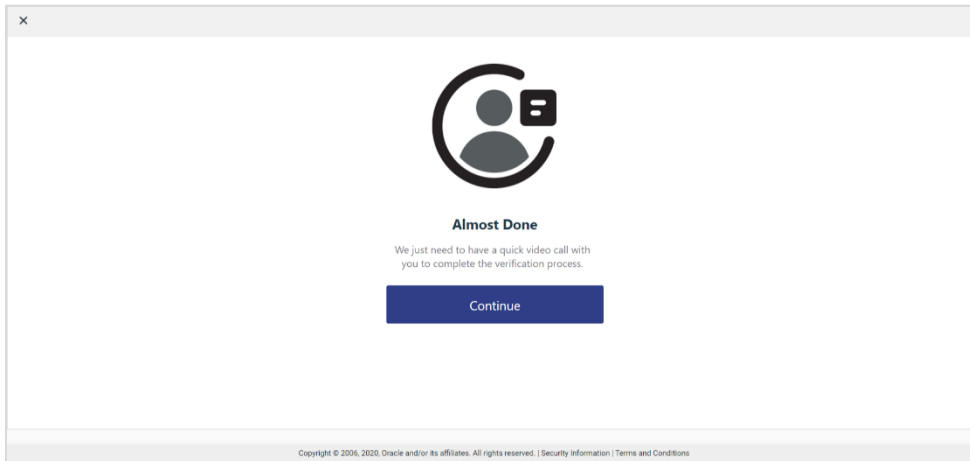 Almost Done
We just need to have a quick video call with
you to complete the verification process.
Continue
Copyright © 2006, 2020, Oracle and/or its affiliates. All rights reserved. | Security Information | Terms and Conditions